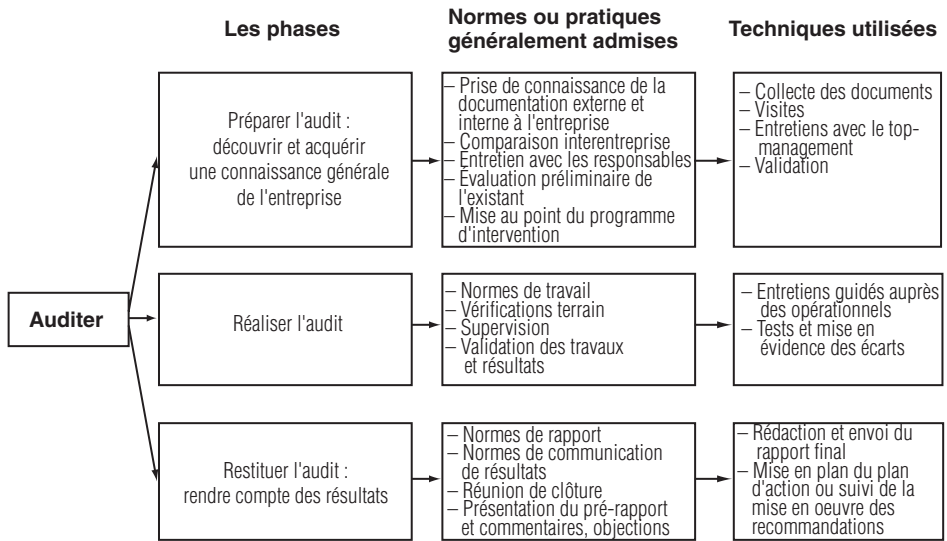 Les phases
Normes ou pratiques
généralement admises
Techniques utilisées
Auditer
Préparer l'audit :
découvrir et acquérir
une connaissance générale
de l'entreprise
– Prise de connaissance de la
documentation externe et
interne à l'entreprise
– Comparaison interentreprise
– Entretien avec les responsables
– Évaluation préliminaire de
l'existant
– Mise au point du programme
d'intervention
– Collecte des documents
– Visites
– Entretiens avec le top-
management
– Validation
Réaliser l'audit
– Normes de travail
– Vérifications terrain
– Supervision
– Validation des travaux
et résultats
– Entretiens guidés auprès
des opérationnels
– Tests et mise en
évidence des écarts
Restituer l'audit :
rendre compte des résultats
– Normes de rapport
– Normes de communication
de résultats
– Réunion de clôture
– Présentation du pré-rapport
et commentaires, objections
– Rédaction et envoi du
rapport final
– Mise en plan du plan
d'action ou suivi de la
mise en oeuvre des
recommandations